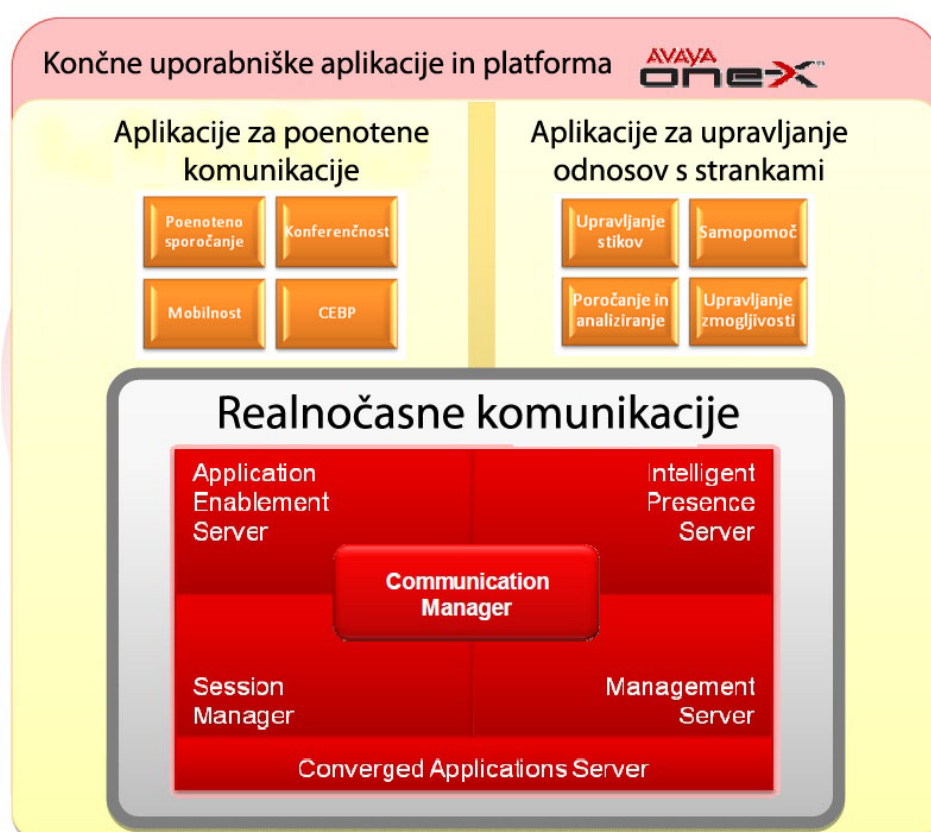 Končne uporabniške aplikacije in platforma
AVAYA
one-X™
Aplikacije za poenotene
komunikacije
Poenoteno
sporočanje
Konferenčnost
Mobilnost
CEBP
Aplikacije za upravljanje
odnosov s strankami
Upravljanje
stikov
Samopomoč
Poročanje in
analiziranje
Upravljanje
zmogljivosti
Realnočasne komunikacije
Application
Enablement
Server
Intelligent
Presence
Server
Communication
Manager
Session
Manager
Management
Server
Converged Applications Server